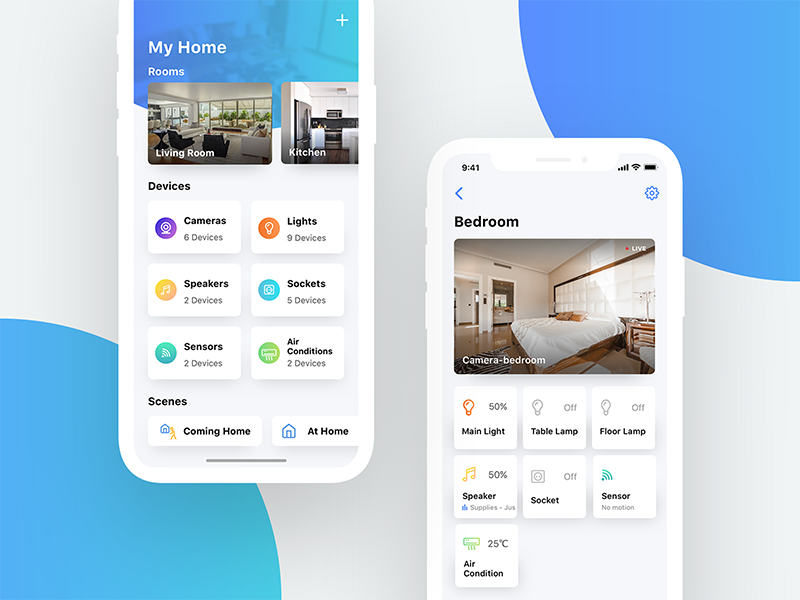 My Home
Rooms
Living Room
Kitchen
Devices
Cameras
6 Devices
Lights
9 Devices
Speakers
2 Devices
Sockets
5 Devices
Sensors
2 Devices
Air
Conditions
2 Devices
Scenes
Coming Home
At Home
9:41
Bedroom
LIVE
Camera-bedroom
50%
Main Light
Off
Table Lamp
Off
Floor Lamp
50%
Speaker
Supplies - Jus
Off
Socket
Sensor
No motion
25℃
Air
Condition